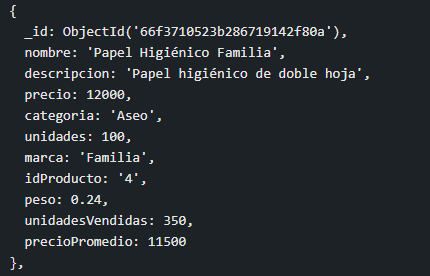 {
_id: ObjectId('66f3710523b286719142f80a'),
nombre: 'Papel Higiénico Familia',
descripcion: 'Papel higiénico de doble hoja',
precio: 12000,
categoria: 'Aseo',
unidades: 100,
marca: 'Familia',
idProducto: '4',
peso: 0.24,
unidadesVendidas: 350,
precioPromedio: 11500
},